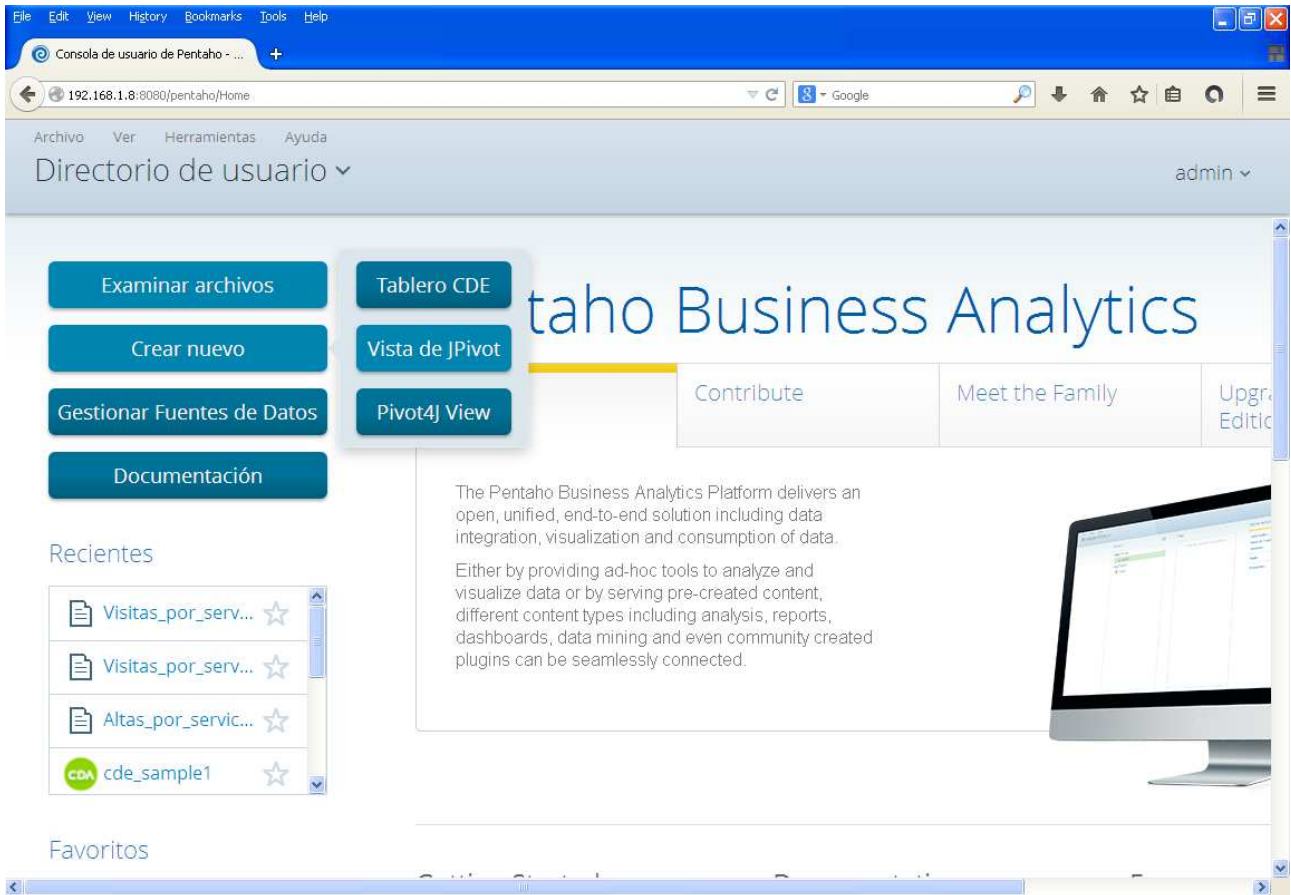 File Edit View History Bookmarks Tools Help
Consola de usuario de Pentaho - ...
192.168.1.8:8080/pentaho/Home
Google
Archivo Ver Herramientas Ayuda
Directorio de usuario
admin
Examinar archivos
Crear nuevo
Gestionar Fuentes de Datos
Documentación
Tablero CDE
Vista de JPivot
Pivot4J View
taho Business Analytics
Contribute
Meet the Family
Upgra
Editic
The Pentaho Business Analytics Platform delivers an
open, unified, end-to-end solution including data
integration, visualization and consumption of data.
Either by providing ad-hoc tools to analyze and
visualize data or by serving pre-created content,
different content types including analysis, reports,
dashboards, data mining and even community created
plugins can be seamlessly connected.
Recientes
Visitas_por_serv...
Visitas_por_serv...
Altas_por_servic...
CDA cde_sample1
Favoritos